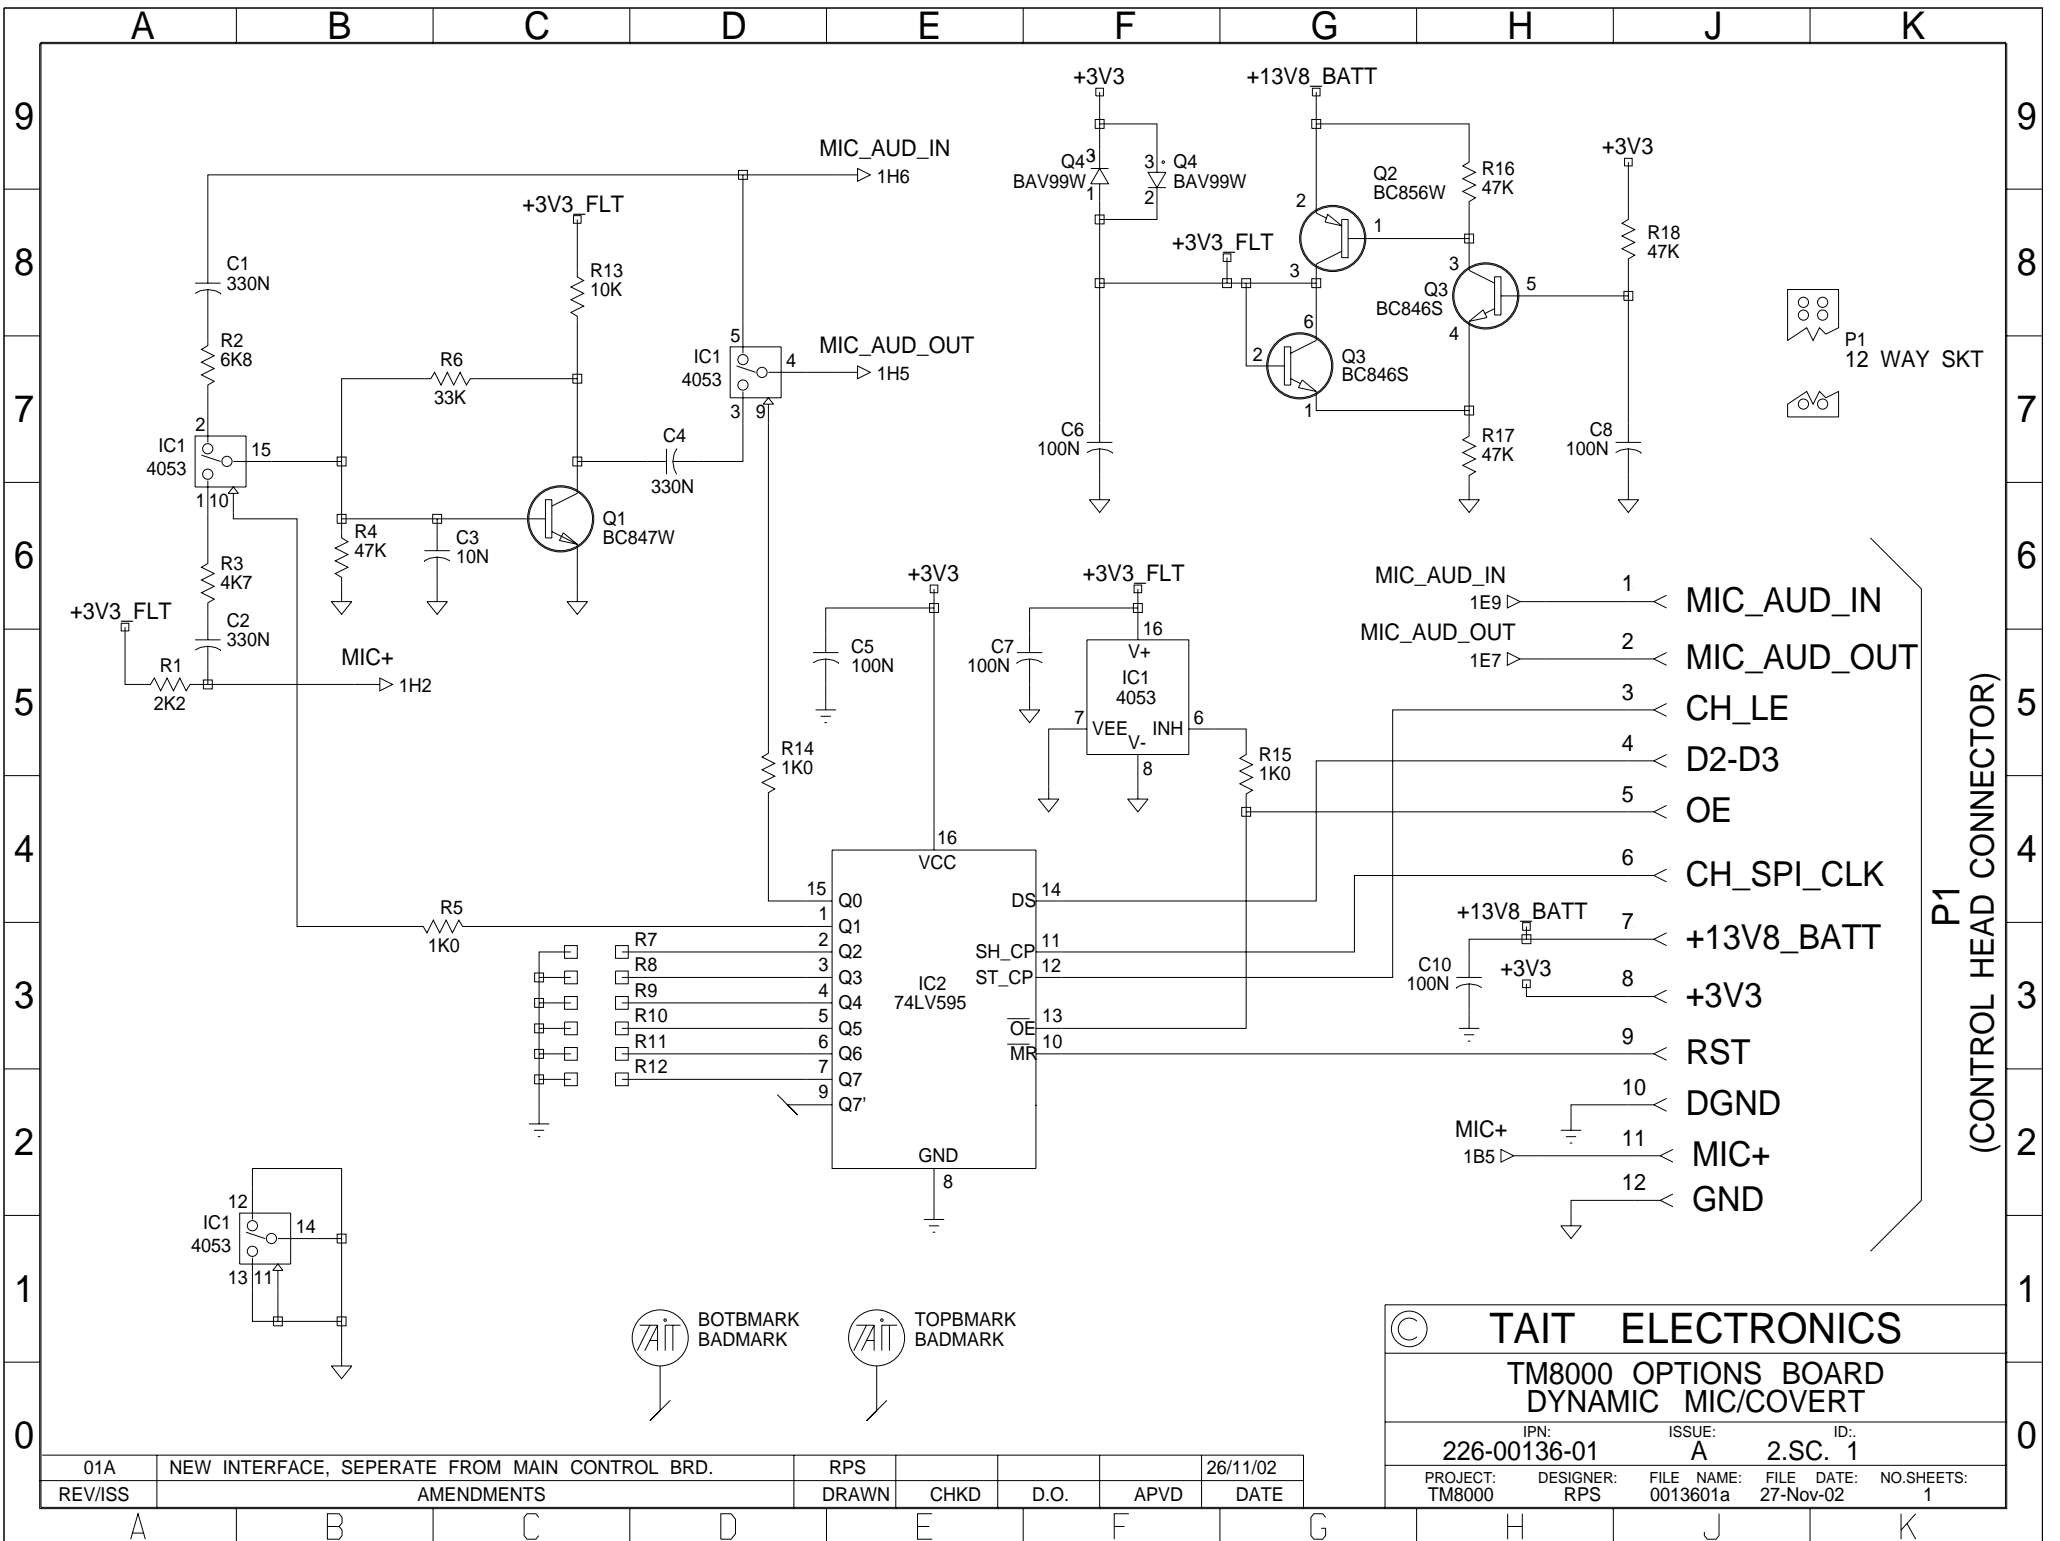 A B C D E F G H J K
9 9
8 8
7 7
6 6
5 5
4 4
3 3
2 2
1 1
0 0
+3V3
+13V8_BATT
MIC_AUD_IN
1H6
+3V3_FLT
C1
330N
R13
10K
R2
6K8
R6
33K
2
IC1
4053
15
1 10
5
IC1
4053
4
3 9
MIC_AUD_OUT
1H5
C4
330N
Q1
BC847W
R4
47K
C3
10N
R3
4K7
C2
330N
+3V3_FLT
R1
2K2
MIC+
1H2
Q4 3
BAV99W
1
3 Q4
BAV99W
2
+3V3_FLT
Q2
BC856W
2
1
3
R16
47K
+3V3
R18
47K
3
Q3
BC846S
5
4
6
2
Q3
BC846S
1
C6
100N
R17
47K
C8
100N
P1
12 WAY SKT
+3V3
C5
100N
+3V3_FLT
C7
100N
16
V+
IC1
4053
7
VEE
V-
INH
6
8
R14
1K0
R15
1K0
R5
1K0
16
VCC
15 Q0
1 Q1
2 Q2
3 Q3
4 Q4
5 Q5
6 Q6
7 Q7
9 Q7'
IC2
74LV595
DS 14
SH_CP 11
ST_CP 12
OE 13
MR 10
GND
8
R7
R8
R9
R10
R11
R12
MIC_AUD_IN
1E9
1 MIC_AUD_IN
MIC_AUD_OUT
1E7
2 MIC_AUD_OUT
3 CH_LE
4 D2-D3
5 OE
6 CH_SPI_CLK
+13V8_BATT
7 +13V8_BATT
C10
100N
+3V3
8 +3V3
9 RST
10 DGND
MIC+
1B5
11 MIC+
12 GND
P1
(CONTROL HEAD CONNECTOR)
12
IC1
4053
14
13 11
TAIT
BOTBMARK
BADMARK
TAIT
TOPBMARK
BADMARK
© TAIT ELECTRONICS
TM8000 OPTIONS BOARD
DYNAMIC MIC/COVERT
IPN: ISSUE: ID:.
226-00136-01 A 2.SC. 1
PROJECT: DESIGNER: FILE NAME: FILE DATE: NO.SHEETS:
TM8000 RPS 0013601a 27-Nov-02 1
01A NEW INTERFACE, SEPERATE FROM MAIN CONTROL BRD. RPS 26/11/02
REV/ISS AMENDMENTS DRAWN CHKD D.O. APVD DATE
A B C D E F G H J K